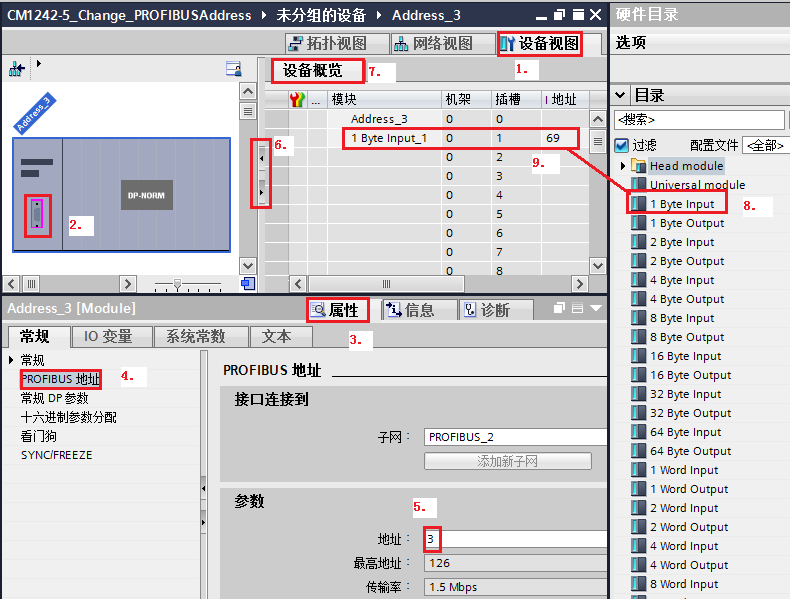 CM1242-5_Change_PROFIBUSAddress 未分组的设备 Address_3
拓扑视图 网络视图 设备视图
1.
Address_3
DP-NORM
2.
设备概览 7.
... 模块 机架 插槽 I 地址
Address_3 0 0
1 Byte Input_1 0 1 69
0 2
0 3
0 4
0 5
0 6
0 7
0 8
6.
9.
Address_3 [Module]
属性 信息 诊断
3.
常规 IO 变量 系统常数 文本
常规
PROFIBUS 地址 4.
常规 DP 参数
十六进制参数分配
看门狗
SYNC/FREEZE
PROFIBUS 地址
接口连接到
子网： PROFIBUS_2
添加新子网
参数
5.
地址： 3
最高地址： 126
传输率： 1.5 Mbps
硬件目录
选项
目录
<搜索>
过滤 配置文件 <全部>
Head module
Universal module
1 Byte Input 8.
1 Byte Output
2 Byte Input
2 Byte Output
4 Byte Input
4 Byte Output
8 Byte Input
8 Byte Output
16 Byte Input
16 Byte Output
32 Byte Input
32 Byte Output
64 Byte Input
64 Byte Output
1 Word Input
1 Word Output
2 Word Input
2 Word Output
4 Word Input
4 Word Output
8 Word Input